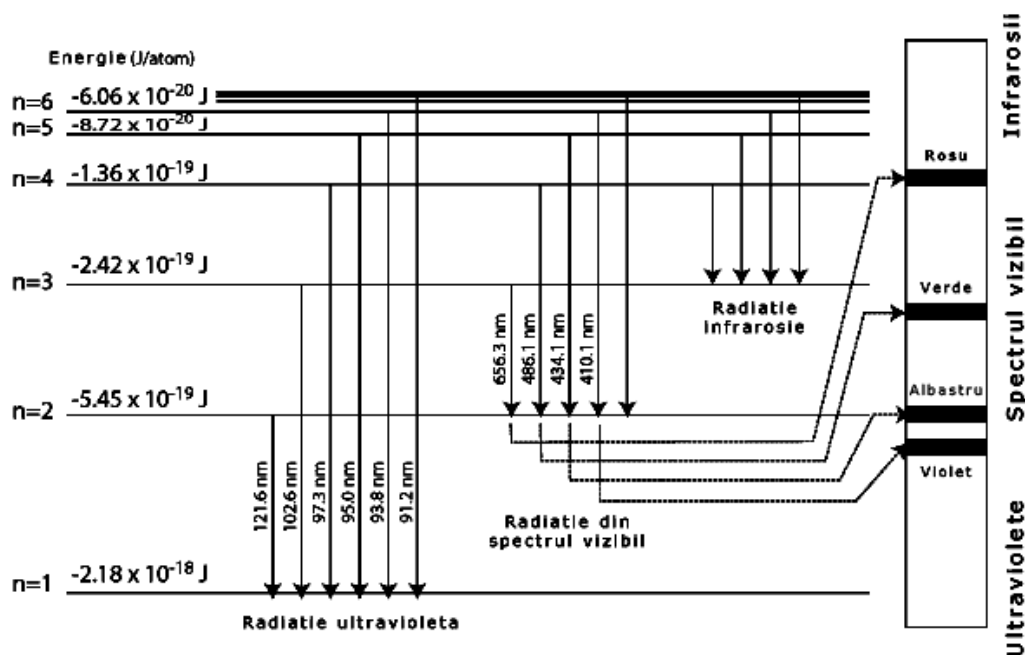 Energie (J/atom)
n=6 -6.06 x 10⁻²⁰ J
n=5 -8.72 x 10⁻²⁰ J
n=4 -1.36 x 10⁻¹⁹ J
n=3 -2.42 x 10⁻¹⁹ J
n=2 -5.45 x 10⁻¹⁹ J
n=1 -2.18 x 10⁻¹⁸ J
121.6 nm
102.6 nm
97.3 nm
95.0 nm
93.8 nm
91.2 nm
Radiatie ultravioleta
656.3 nm
486.1 nm
434.1 nm
410.1 nm
Radiatie din
spectrul vizibil
Radiatie
infrarosie
Rosu
Verde
Albastru
Violet
Infrarosii
Spectrul vizibil
Ultraviolete